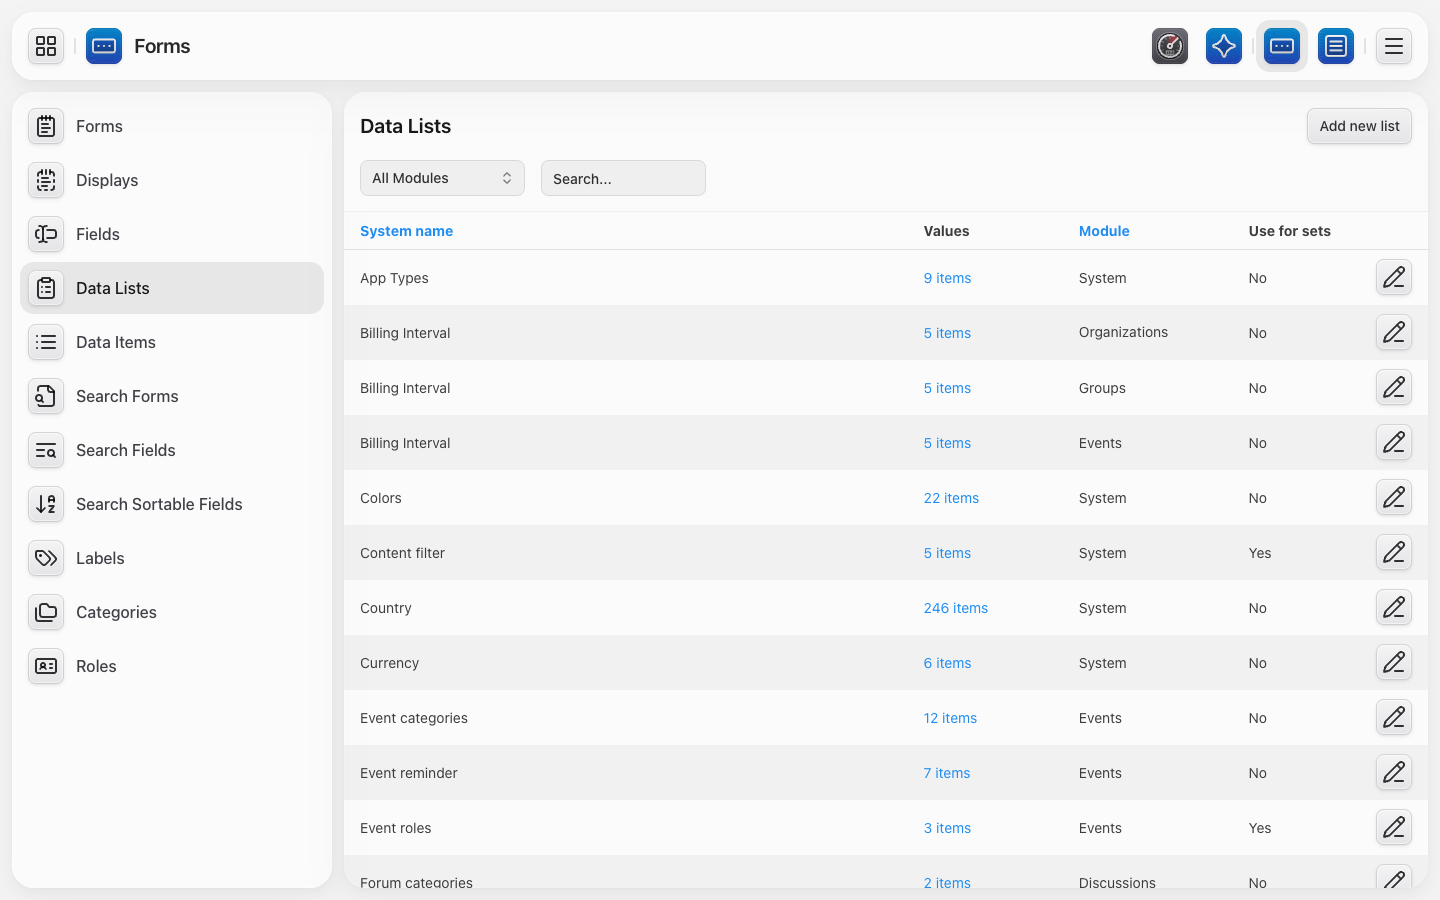 Forms
Forms
Displays
Fields
Data Lists
Data Items
Search Forms
Search Fields
Search Sortable Fields
Labels
Categories
Roles
Data Lists
Add new list
All Modules
Search...
System name Values Module Use for sets
App Types 9 items System No
Billing Interval 5 items Organizations No
Billing Interval 5 items Groups No
Billing Interval 5 items Events No
Colors 22 items System No
Content filter 5 items System Yes
Country 246 items System No
Currency 6 items System No
Event categories 12 items Events No
Event reminder 7 items Events No
Event roles 3 items Events Yes
Forum categories 2 items Discussions No